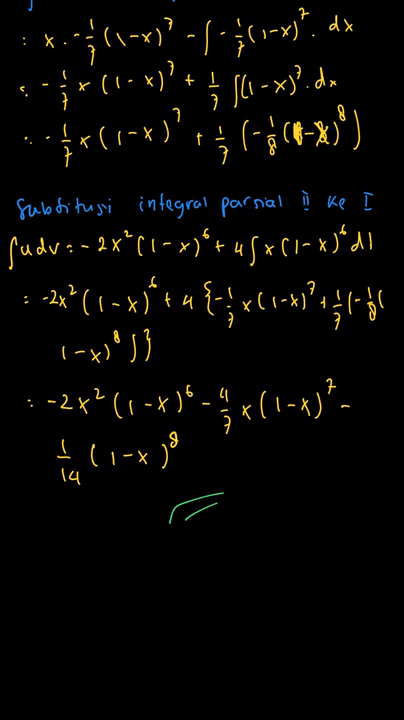 : x · -1/7 (1-x)^7 - ∫ -1/7 (1-x)^7 . dx
: -1/7 x (1-x)^7 + 1/7 ∫(1-x)^7 . dx
: -1/7 x (1-x)^7 + 1/7 (-1/8 (1-x)^8)
Substitusi integral parsial II ke I
∫udv = -2x^2 (1-x)^6 + 4 ∫ x (1-x)^6 d
= -2x^2 (1-x)^6 + 4 {-1/7 x (1-x)^7 + 1/7 (-1/8 (
1-x)^8 )}
: -2x^2 (1-x)^6 - 4/7 x (1-x)^7 -
1/14 (1-x)^8